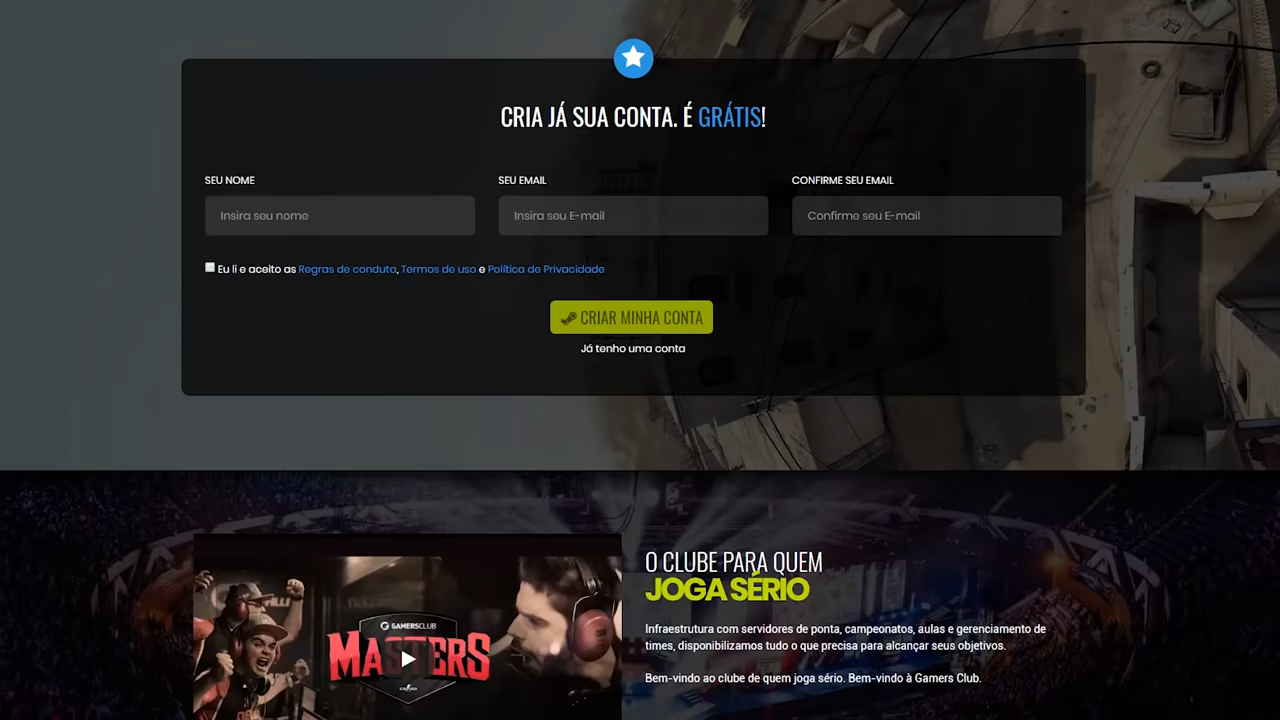 CRIA JÁ SUA CONTA. É GRÁTIS!
SEU NOME
SEU EMAIL
CONFIRME SEU EMAIL
Insira seu nome
Insira seu E-mail
Confirme seu E-mail
Eu li e aceito as Regras de conduta, Termos de uso e Política de Privacidade
CRIAR MINHA CONTA
Já tenho uma conta
GAMERSCLUB
MASTERS
CS:GO
O CLUBE PARA QUEM
JOGA SÉRIO
Infraestrutura com servidores de ponta, campeonatos, aulas e gerenciamento de
times, disponibilizamos tudo o que precisa para alcançar seus objetivos.
Bem-vindo ao clube de quem joga sério. Bem-vindo à Gamers Club.